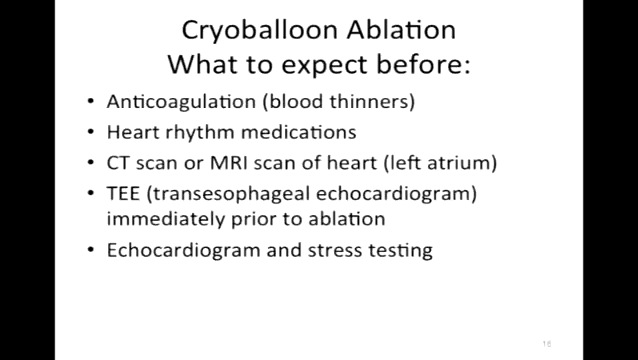 Cryoballoon Ablation
What to expect before:
• Anticoagulation (blood thinners)
• Heart rhythm medications
• CT scan or MRI scan of heart (left atrium)
• TEE (transesophageal echocardiogram)
immediately prior to ablation
• Echocardiogram and stress testing
16